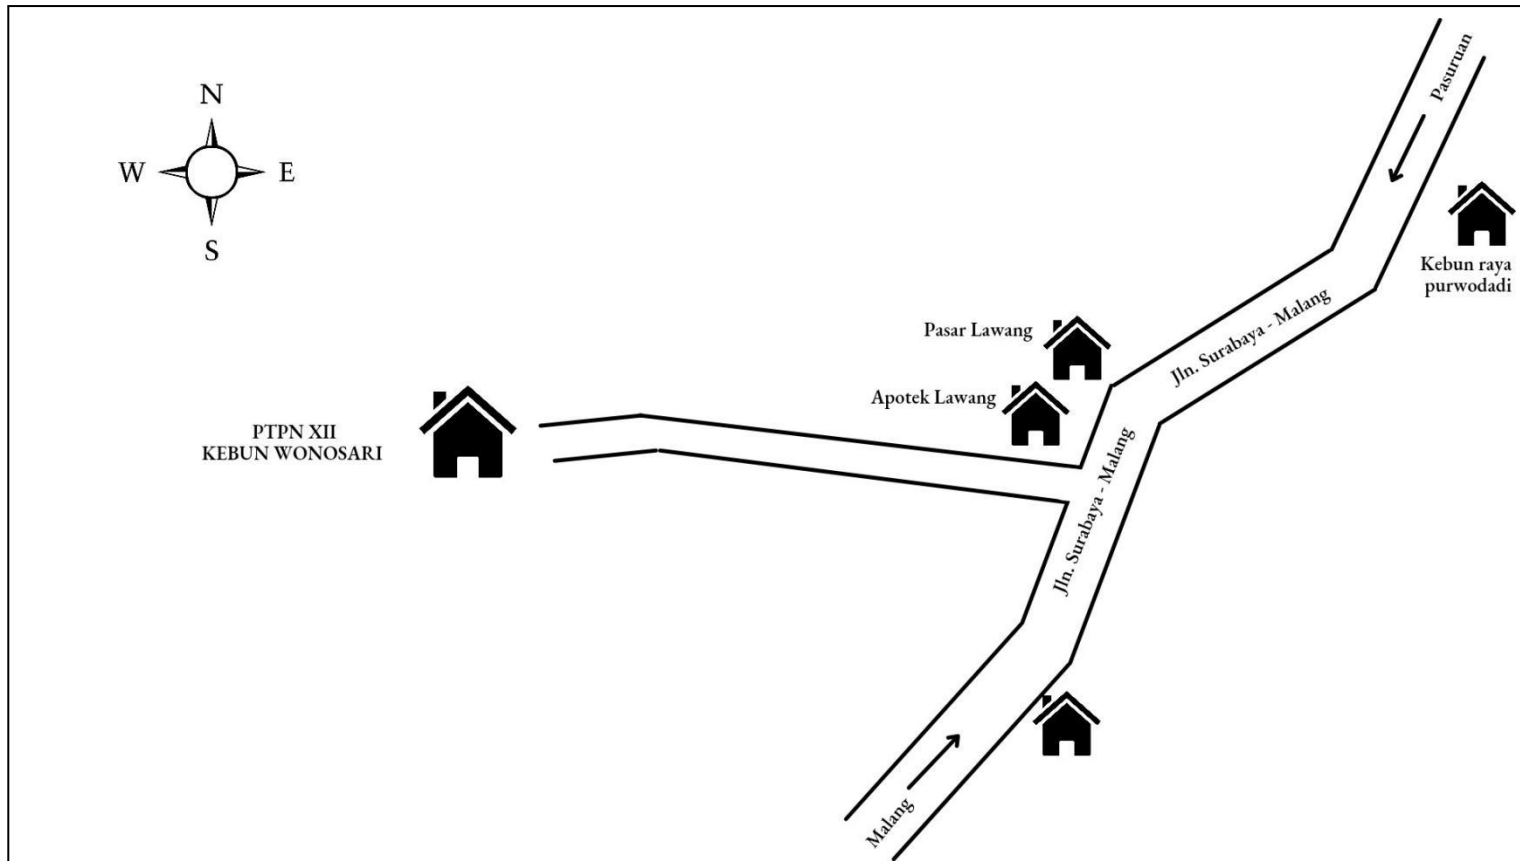 N
W
E
S
Pasuruan
Kebun raya
purwodadi
Jln. Surabaya - Malang
Pasar Lawang
Apotek Lawang
PTPN XII
KEBUN WONOSARI
Jln. Surabaya - Malang
Malang